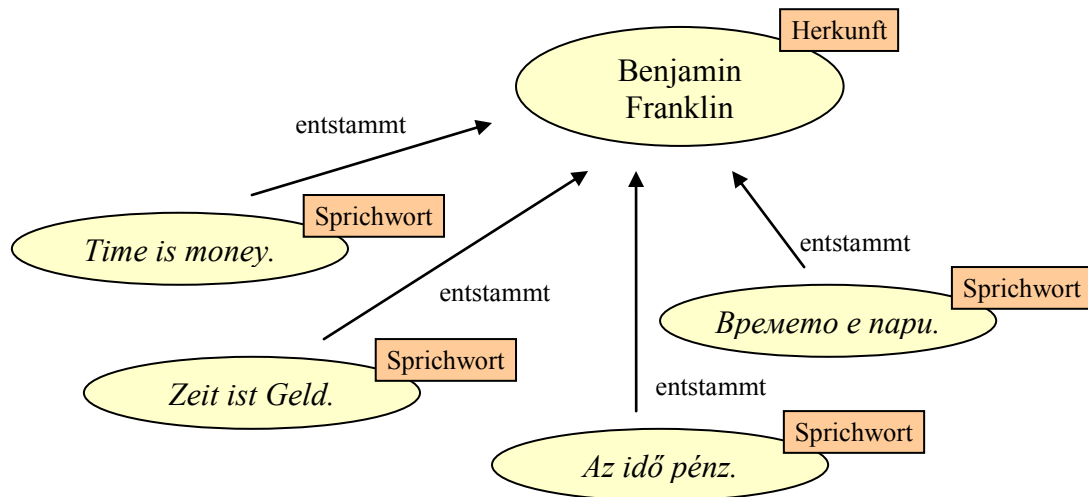 Herkunft
Benjamin
Franklin
entstammt
Sprichwort
Time is money.
entstammt
entstammt
Sprichwort
Времето е пари.
Sprichwort
Zeit ist Geld.
entstammt
Sprichwort
Az idő pénz.